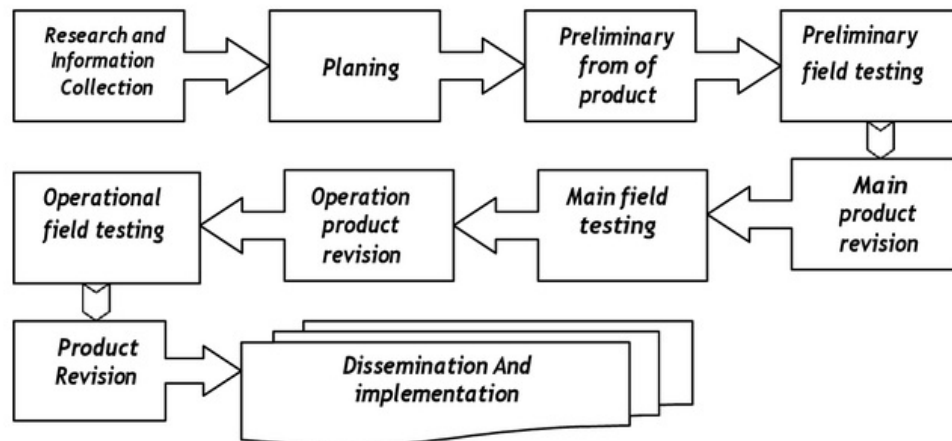 Research and
Information
Collection
Planing
Preliminary
from of
product
Preliminary
field testing
Main
product
revision
Main field
testing
Operation
product
revision
Operational
field testing
Product
Revision
Dissemination And
implementation